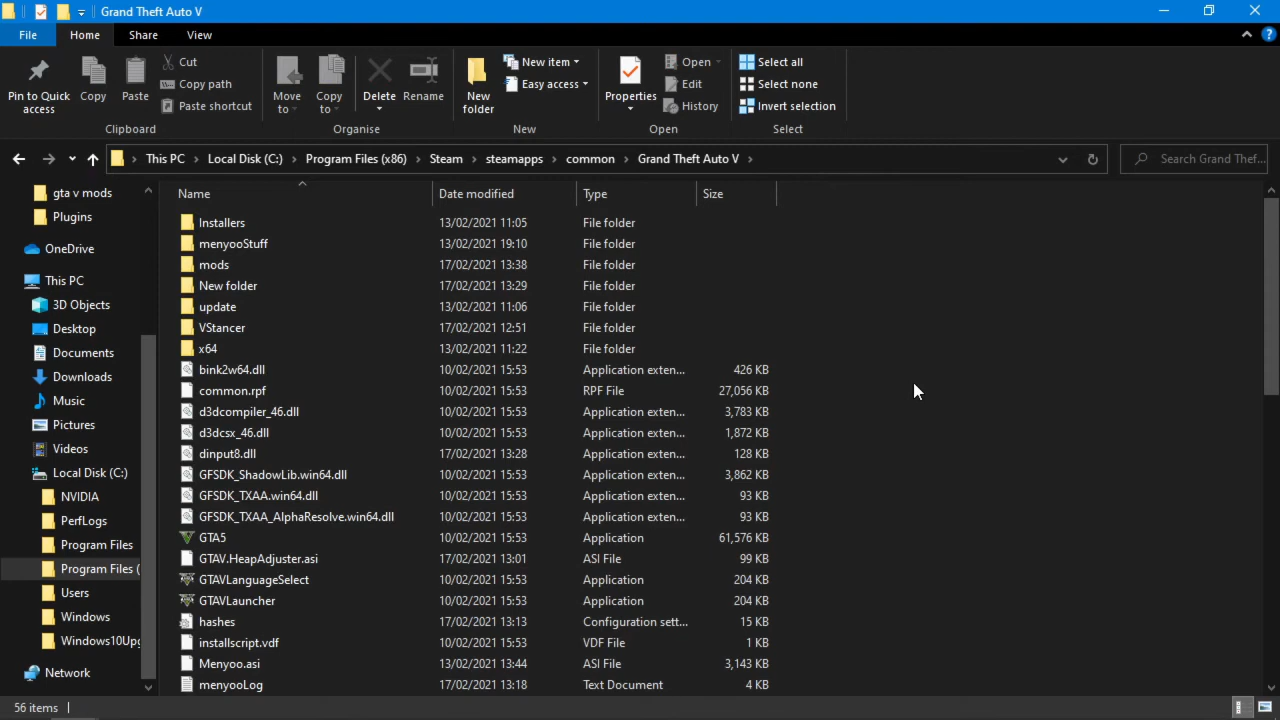 Grand Theft Auto V
File Home Share View
Pin to Quick access
Copy
Paste
Cut
Copy path
Paste shortcut
Clipboard
Move to
Copy to
Delete
Rename
Organise
New folder
New item
Easy access
New
Properties
Open
Edit
History
Open
Select all
Select none
Invert selection
Select
This PC > Local Disk (C:) > Program Files (x86) > Steam > steamapps > common > Grand Theft Auto V >
Search Grand Thef...
gta v mods
Plugins
OneDrive
This PC
3D Objects
Desktop
Documents
Downloads
Music
Pictures
Videos
Local Disk (C:)
NVIDIA
PerfLogs
Program Files
Program Files (
Users
Windows
Windows10Upg
Network
Name Date modified Type Size
Installers 13/02/2021 11:05 File folder
menyooStuff 13/02/2021 19:10 File folder
mods 17/02/2021 13:38 File folder
New folder 17/02/2021 13:29 File folder
update 13/02/2021 11:06 File folder
VStancer 17/02/2021 12:51 File folder
x64 13/02/2021 11:22 File folder
bink2w64.dll 10/02/2021 15:53 Application exten... 426 KB
common.rpf 10/02/2021 15:53 RPF File 27,056 KB
d3dcompiler_46.dll 10/02/2021 15:53 Application exten... 3,783 KB
d3dcsx_46.dll 10/02/2021 15:53 Application exten... 1,872 KB
dinput8.dll 17/02/2021 13:28 Application exten... 128 KB
GFSDK_ShadowLib.win64.dll 10/02/2021 15:53 Application exten... 3,862 KB
GFSDK_TXAA.win64.dll 10/02/2021 15:53 Application exten... 93 KB
GFSDK_TXAA_AlphaResolve.win64.dll 10/02/2021 15:53 Application exten... 93 KB
GTA5 10/02/2021 15:53 Application 61,576 KB
GTAV.HeapAdjuster.asi 17/02/2021 13:01 ASI File 99 KB
GTAVLanguageSelect 10/02/2021 15:53 Application 204 KB
GTAVLauncher 10/02/2021 15:53 Application 204 KB
hashes 17/02/2021 13:13 Configuration sett... 15 KB
installscript.vdf 10/02/2021 15:53 VDF File 1 KB
Menyoo.asi 13/02/2021 13:44 ASI File 3,143 KB
menyooLog 17/02/2021 13:18 Text Document 4 KB
56 items